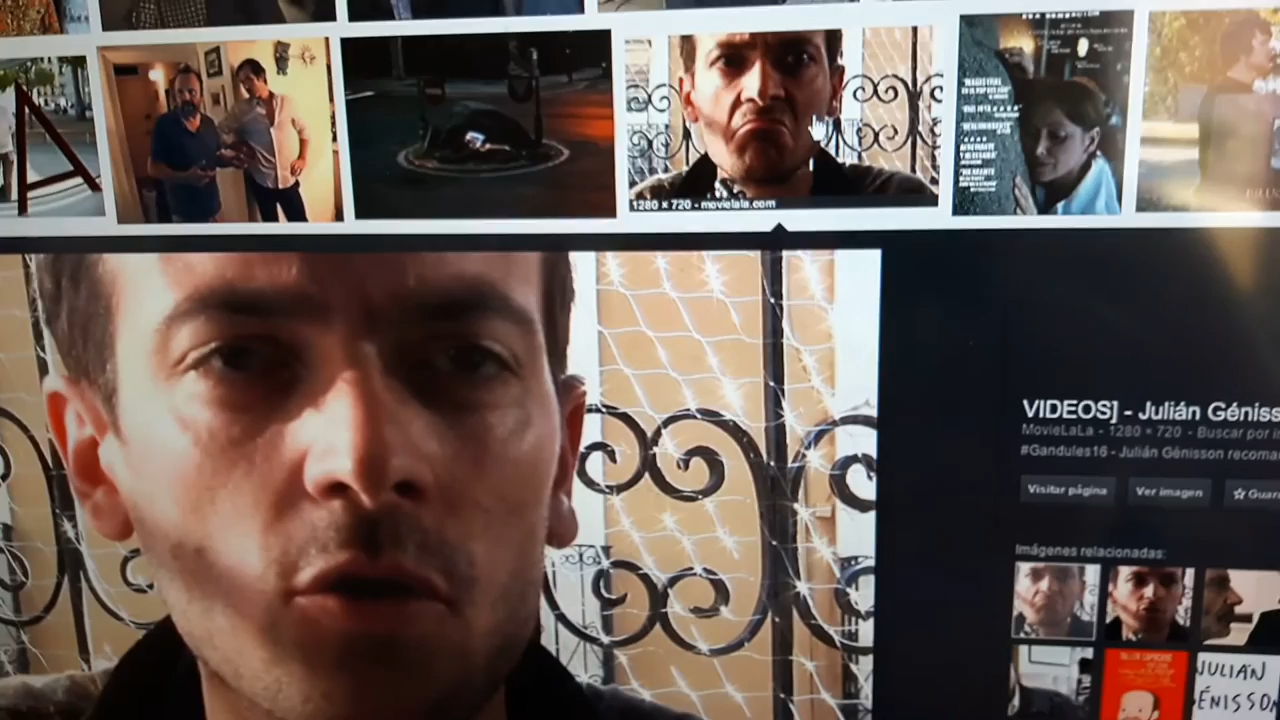 "MAGISTRAL
1280 × 720 - movielala.com
VIDEOS] - Julián Géniss
MovieLaLa - 1280 × 720 - Buscar por i
#Gandules16 - Julián Génisson recoma
Visitar página
Ver imagen
Guar
Imágenes relacionadas:
JULIÁN
GÉNISSON